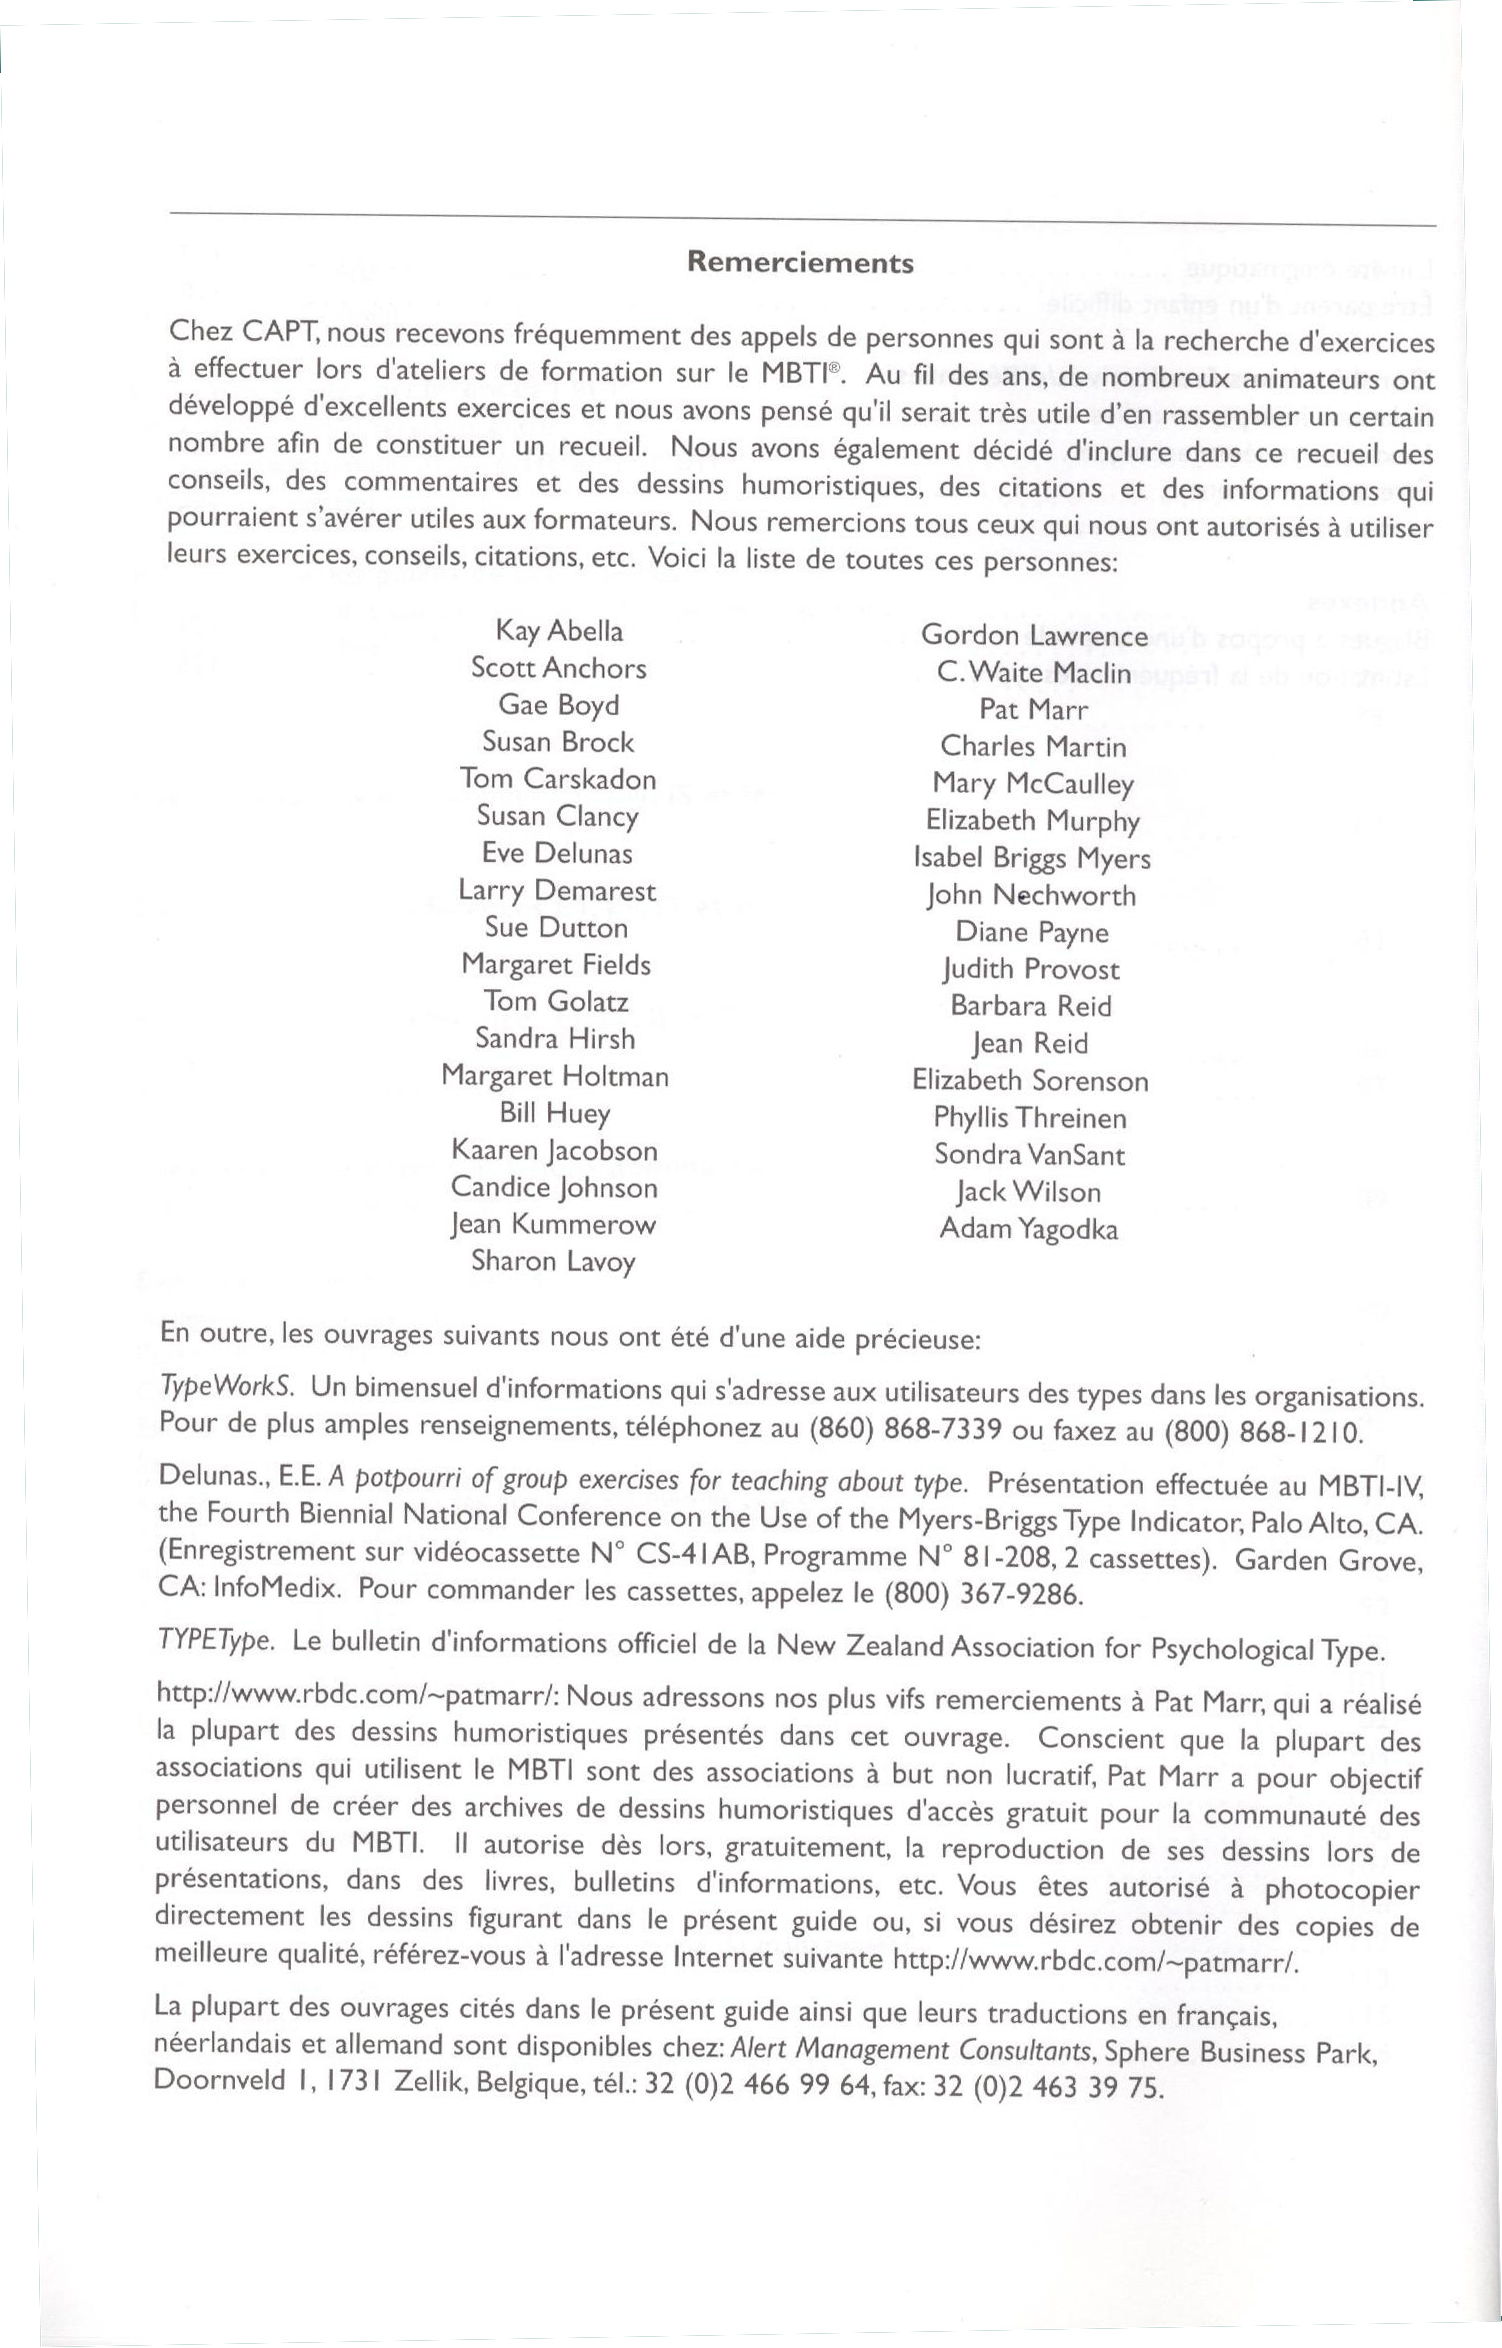 Remerciements
Chez CAPT, nous recevons fréquemment des appels de personnes qui sont à la recherche d'exercices
à effectuer lors d'ateliers de formation sur le MBTI®. Au fil des ans, de nombreux animateurs ont
développé d'excellents exercices et nous avons pensé qu'il serait très utile d'en rassembler un certain
nombre afin de constituer un recueil. Nous avons également décidé d'inclure dans ce recueil des
conseils, des commentaires et des dessins humoristiques, des citations et des informations qui
pourraient s'avérer utiles aux formateurs. Nous remercions tous ceux qui nous ont autorisés à utiliser
leurs exercices, conseils, citations, etc. Voici la liste de toutes ces personnes:
Kay Abella
Scott Anchors
Gae Boyd
Susan Brock
Tom Carskadon
Susan Clancy
Eve Delunas
Larry Demarest
Sue Dutton
Margaret Fields
Tom Golatz
Sandra Hirsh
Margaret Holtman
Bill Huey
Kaaren Jacobson
Candice Johnson
Jean Kummerow
Sharon Lavoy
Gordon Lawrence
C. Waite Maclin
Pat Marr
Charles Martin
Mary McCaulley
Elizabeth Murphy
Isabel Briggs Myers
John Nechworth
Diane Payne
Judith Provost
Barbara Reid
Jean Reid
Elizabeth Sorenson
Phyllis Threinen
Sondra VanSant
Jack Wilson
Adam Yagodka
En outre, les ouvrages suivants nous ont été d'une aide précieuse:
TypeWorkS. Un bimensuel d'informations qui s'adresse aux utilisateurs des types dans les organisations.
Pour de plus amples renseignements, téléphonez au (860) 868-7339 ou faxez au (800) 868-1210.
Delunas., E.E. A potpourri of group exercises for teaching about type. Présentation effectuée au MBTI-IV,
the Fourth Biennial National Conference on the Use of the Myers-Briggs Type Indicator, Palo Alto, CA.
(Enregistrement sur vidéocassette N° CS-41AB, Programme N° 81-208, 2 cassettes). Garden Grove,
CA: InfoMedix. Pour commander les cassettes, appelez le (800) 367-9286.
TYPEType. Le bulletin d'informations officiel de la New Zealand Association for Psychological Type.
http://www.rbdc.com/~patmarr/: Nous adressons nos plus vifs remerciements à Pat Marr, qui a réalisé
la plupart des dessins humoristiques présentés dans cet ouvrage. Conscient que la plupart des
associations qui utilisent le MBTI sont des associations à but non lucratif, Pat Marr a pour objectif
personnel de créer des archives de dessins humoristiques d'accès gratuit pour la communauté des
utilisateurs du MBTI. Il autorise dès lors, gratuitement, la reproduction de ses dessins lors de
présentations, dans des livres, bulletins d'informations, etc. Vous êtes autorisé à photocopier
directement les dessins figurant dans le présent guide ou, si vous désirez obtenir des copies de
meilleure qualité, référez-vous à l'adresse Internet suivante http://www.rbdc.com/~patmarr/.
La plupart des ouvrages cités dans le présent guide ainsi que leurs traductions en français,
néerlandais et allemand sont disponibles chez: Alert Management Consultants, Sphere Business Park,
Doornveld 1, 1731 Zellik, Belgique, tél.: 32 (0)2 466 99 64, fax: 32 (0)2 463 39 75.